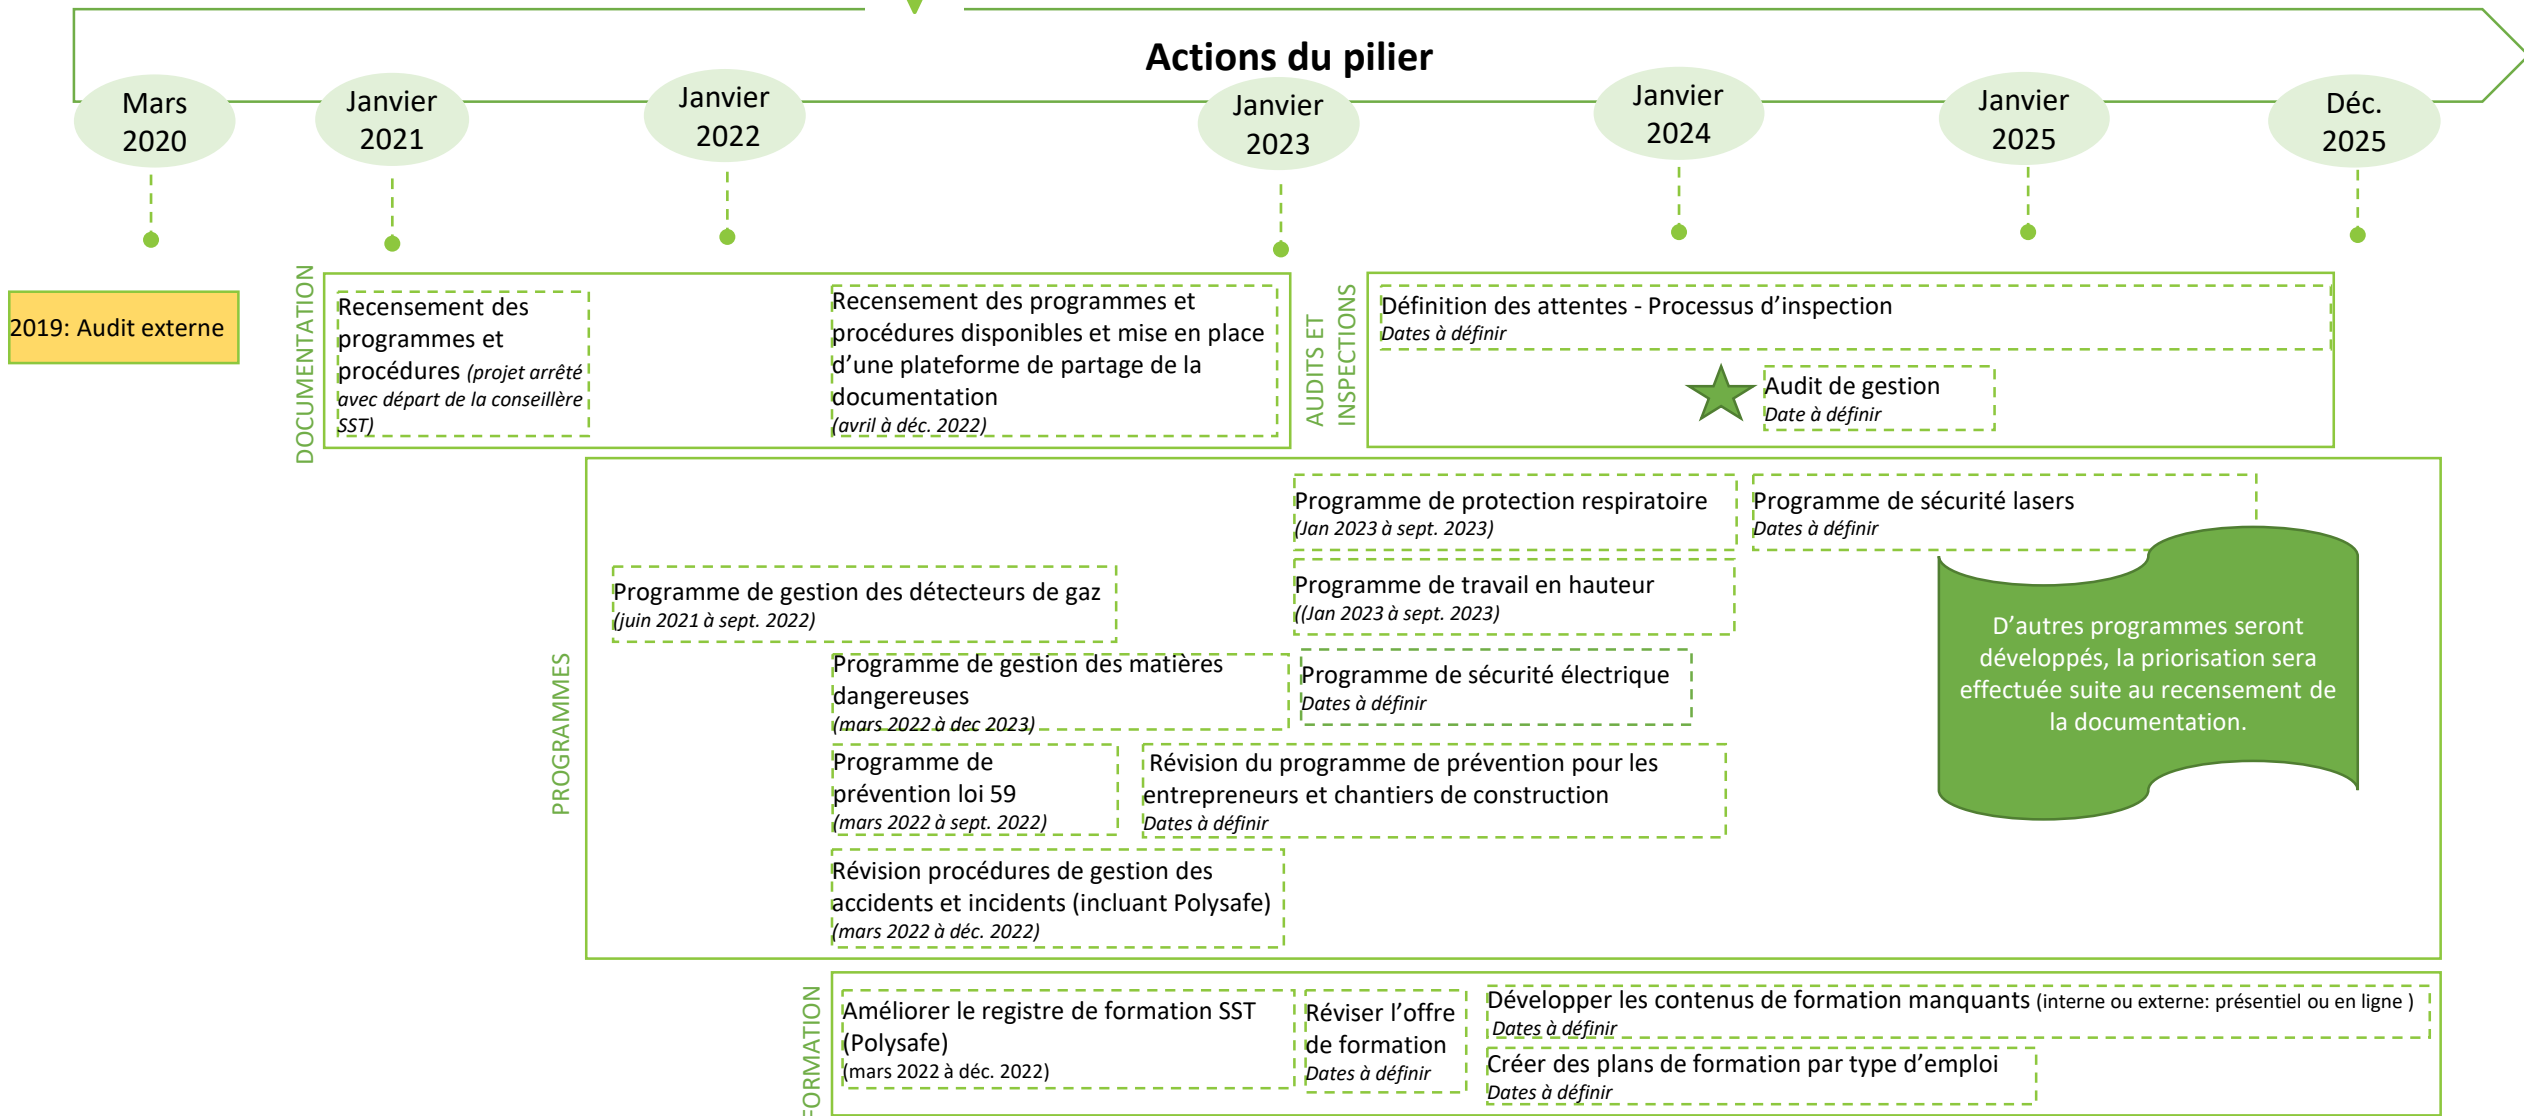 Actions du pilier
Mars
2020
Janvier
2021
Janvier
2022
Janvier
2023
Janvier
2024
Janvier
2025
Déc.
2025
2019: Audit externe
DOCUMENTATION
Recensement des
programmes et
procédures (projet arrêté
avec départ de la conseillère
SST)
Recensement des programmes et
procédures disponibles et mise en place
d'une plateforme de partage de la
documentation
(avril à déc. 2022)
AUDITS ET
INSPECTIONS
Définition des attentes - Processus d'inspection
Dates à définir
Audit de gestion
Date à définir
PROGRAMMES
Programme de protection respiratoire
(Jan 2023 à sept. 2023)
Programme de sécurité lasers
Dates à définir
Programme de gestion des détecteurs de gaz
(juin 2021 à sept. 2022)
Programme de travail en hauteur
((Jan 2023 à sept. 2023)
Programme de gestion des matières
dangereuses
(mars 2022 à dec 2023)
Programme de sécurité électrique
Dates à définir
D'autres programmes seront
développés, la priorisation sera
effectuée suite au recensement de
la documentation.
Programme de
prévention loi 59
(mars 2022 à sept. 2022)
Révision du programme de prévention pour les
entrepreneurs et chantiers de construction
Dates à définir
Révision procédures de gestion des
accidents et incidents (incluant Polysafe)
(mars 2022 à déc. 2022)
FORMATION
Améliorer le registre de formation SST
(Polysafe)
(mars 2022 à déc. 2022)
Réviser l'offre
de formation
Dates à définir
Développer les contenus de formation manquants (interne ou externe: présentiel ou en ligne )
Dates à définir
Créer des plans de formation par type d'emploi
Dates à définir